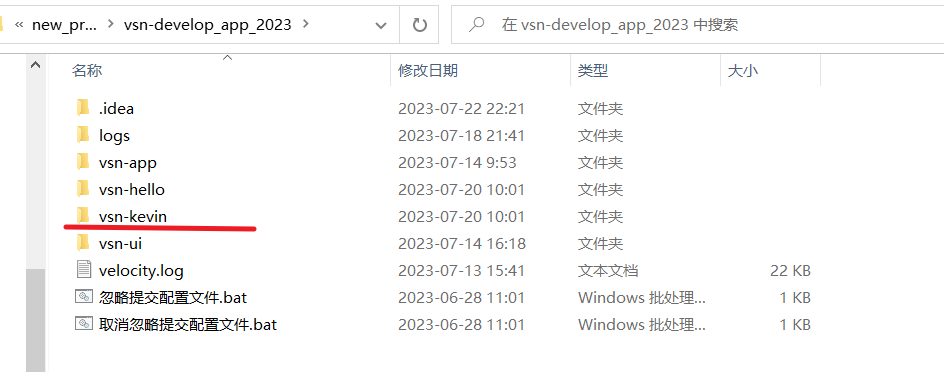 « new_pr... › vsn-develop_app_2023 › 在 vsn-develop_app_2023 中搜索
名称 修改日期 类型 大小
.idea 2023-07-22 22:21 文件夹
logs 2023-07-18 21:41 文件夹
vsn-app 2023-07-14 9:53 文件夹
vsn-hello 2023-07-20 10:01 文件夹
vsn-kevin 2023-07-20 10:01 文件夹
vsn-ui 2023-07-14 16:18 文件夹
velocity.log 2023-07-13 15:41 文本文档 22 KB
忽略提交配置文件.bat 2023-06-28 11:01 Windows 批处理... 1 KB
取消忽略提交配置文件.bat 2023-06-28 11:01 Windows 批处理... 1 KB